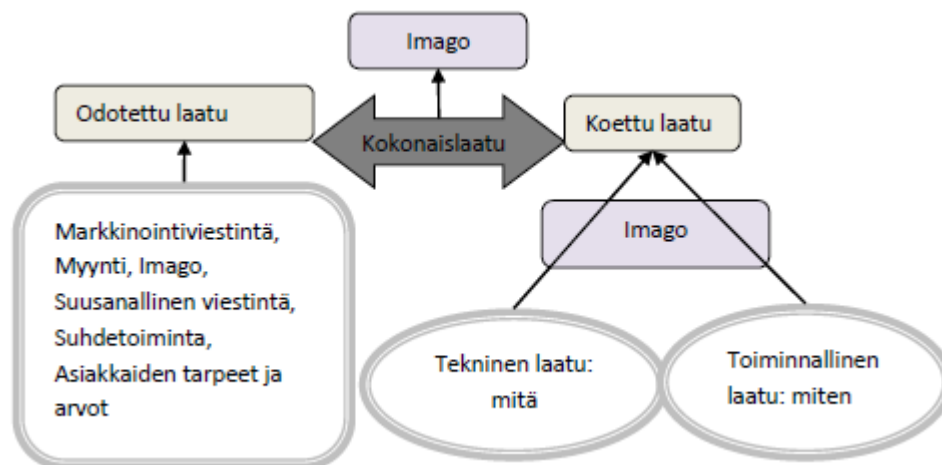 Imago
Odotettu laatu
Kokonaislaatu
Koettu laatu
Markkinointiviestintä,
Myynti, Imago,
Suusanallinen viestintä,
Suhdetoiminta,
Asiakkaiden tarpeet ja
arvot
Imago
Tekninen laatu:
mitä
Toiminnallinen
laatu: miten